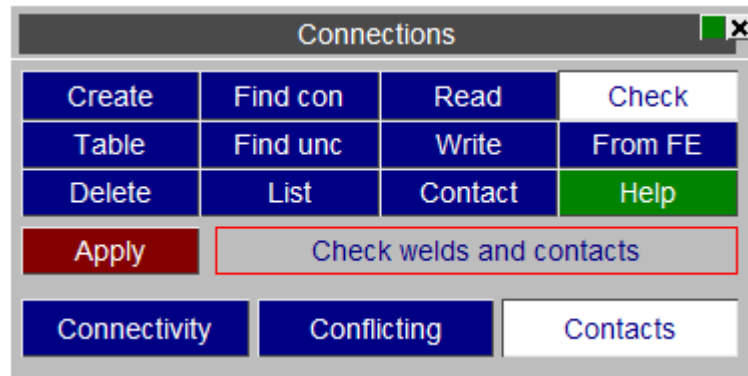 Connections
Create Find con Read Check
Table Find unc Write From FE
Delete List Contact Help
Apply Check welds and contacts
Connectivity Conflicting Contacts